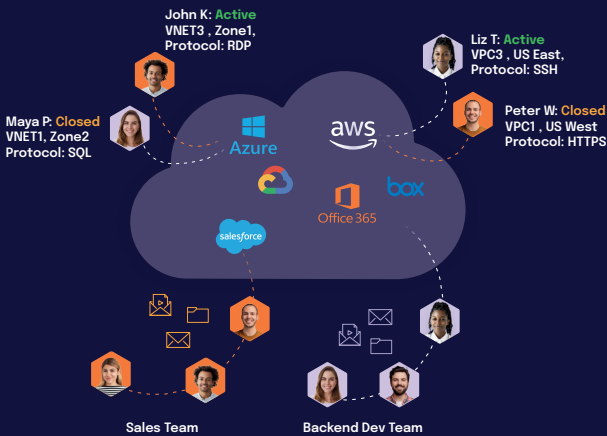 John K: Active
VNET3 , Zone1,
Protocol: RDP
Liz T: Active
VPC3 , US East,
Protocol: SSH
Maya P: Closed
VNET1, Zone2
Protocol: SQL
Peter W: Closed
VPC1 , US West
Protocol: HTTPS
Azure
aws
box
Office 365
salesforce
Sales Team
Backend Dev Team